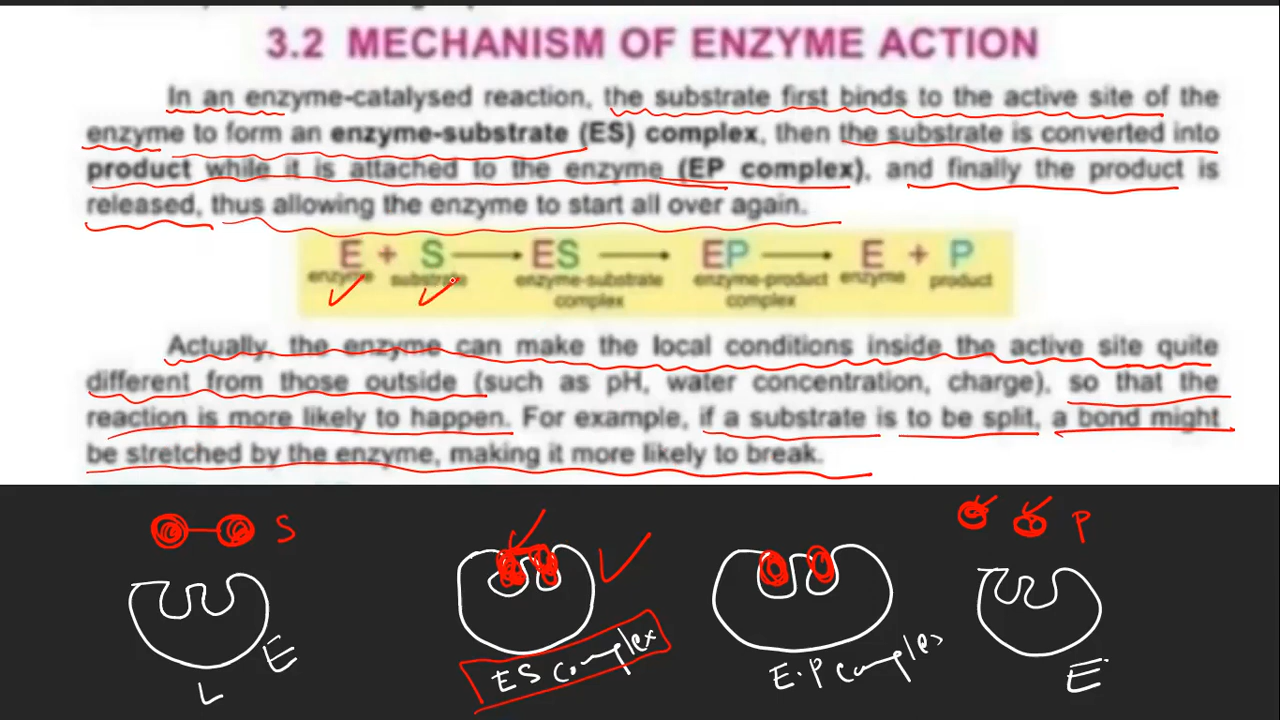 3.2 MECHANISM OF ENZYME ACTION
In an enzyme-catalysed reaction, the substrate first binds to the active site of the
enzyme to form an enzyme-substrate (ES) complex, then the substrate is converted into
product while it is attached to the enzyme (EP complex), and finally the product is
released, thus allowing the enzyme to start all over again.
E + S → ES → EP → E + P
enzyme substrate enzyme-substrate complex enzyme-product complex enzyme product
Actually, the enzyme can make the local conditions inside the active site quite
different from those outside (such as pH, water concentration, charge), so that the
reaction is more likely to happen. For example, if a substrate is to be split, a bond might
be stretched by the enzyme, making it more likely to break.
S P
E ES complex E.P complex E